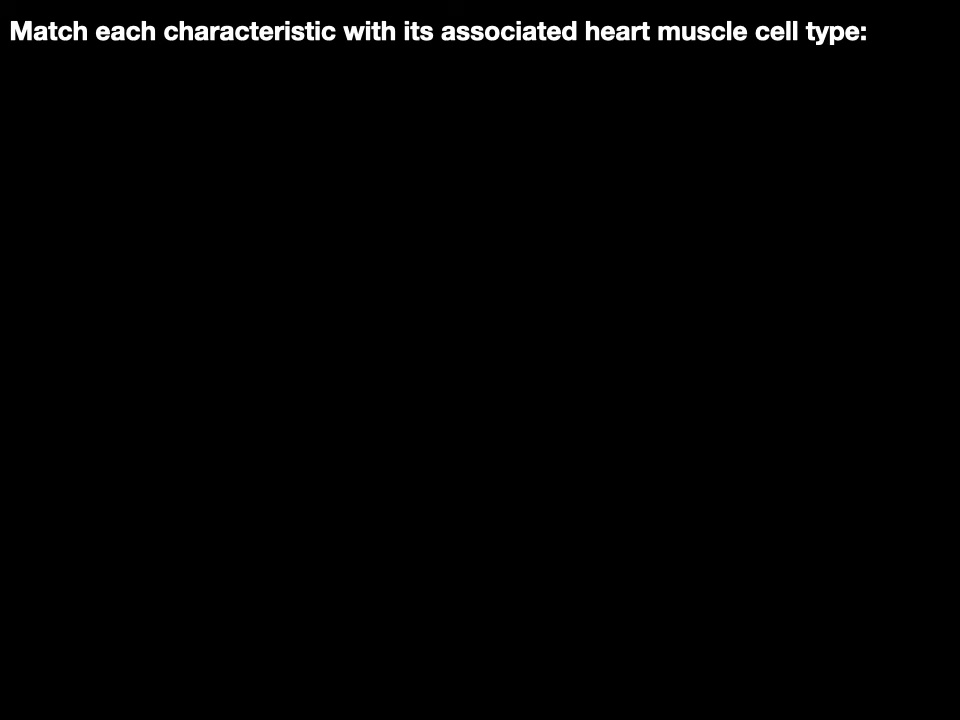 Match each characteristic with its associated heart muscle cell type: